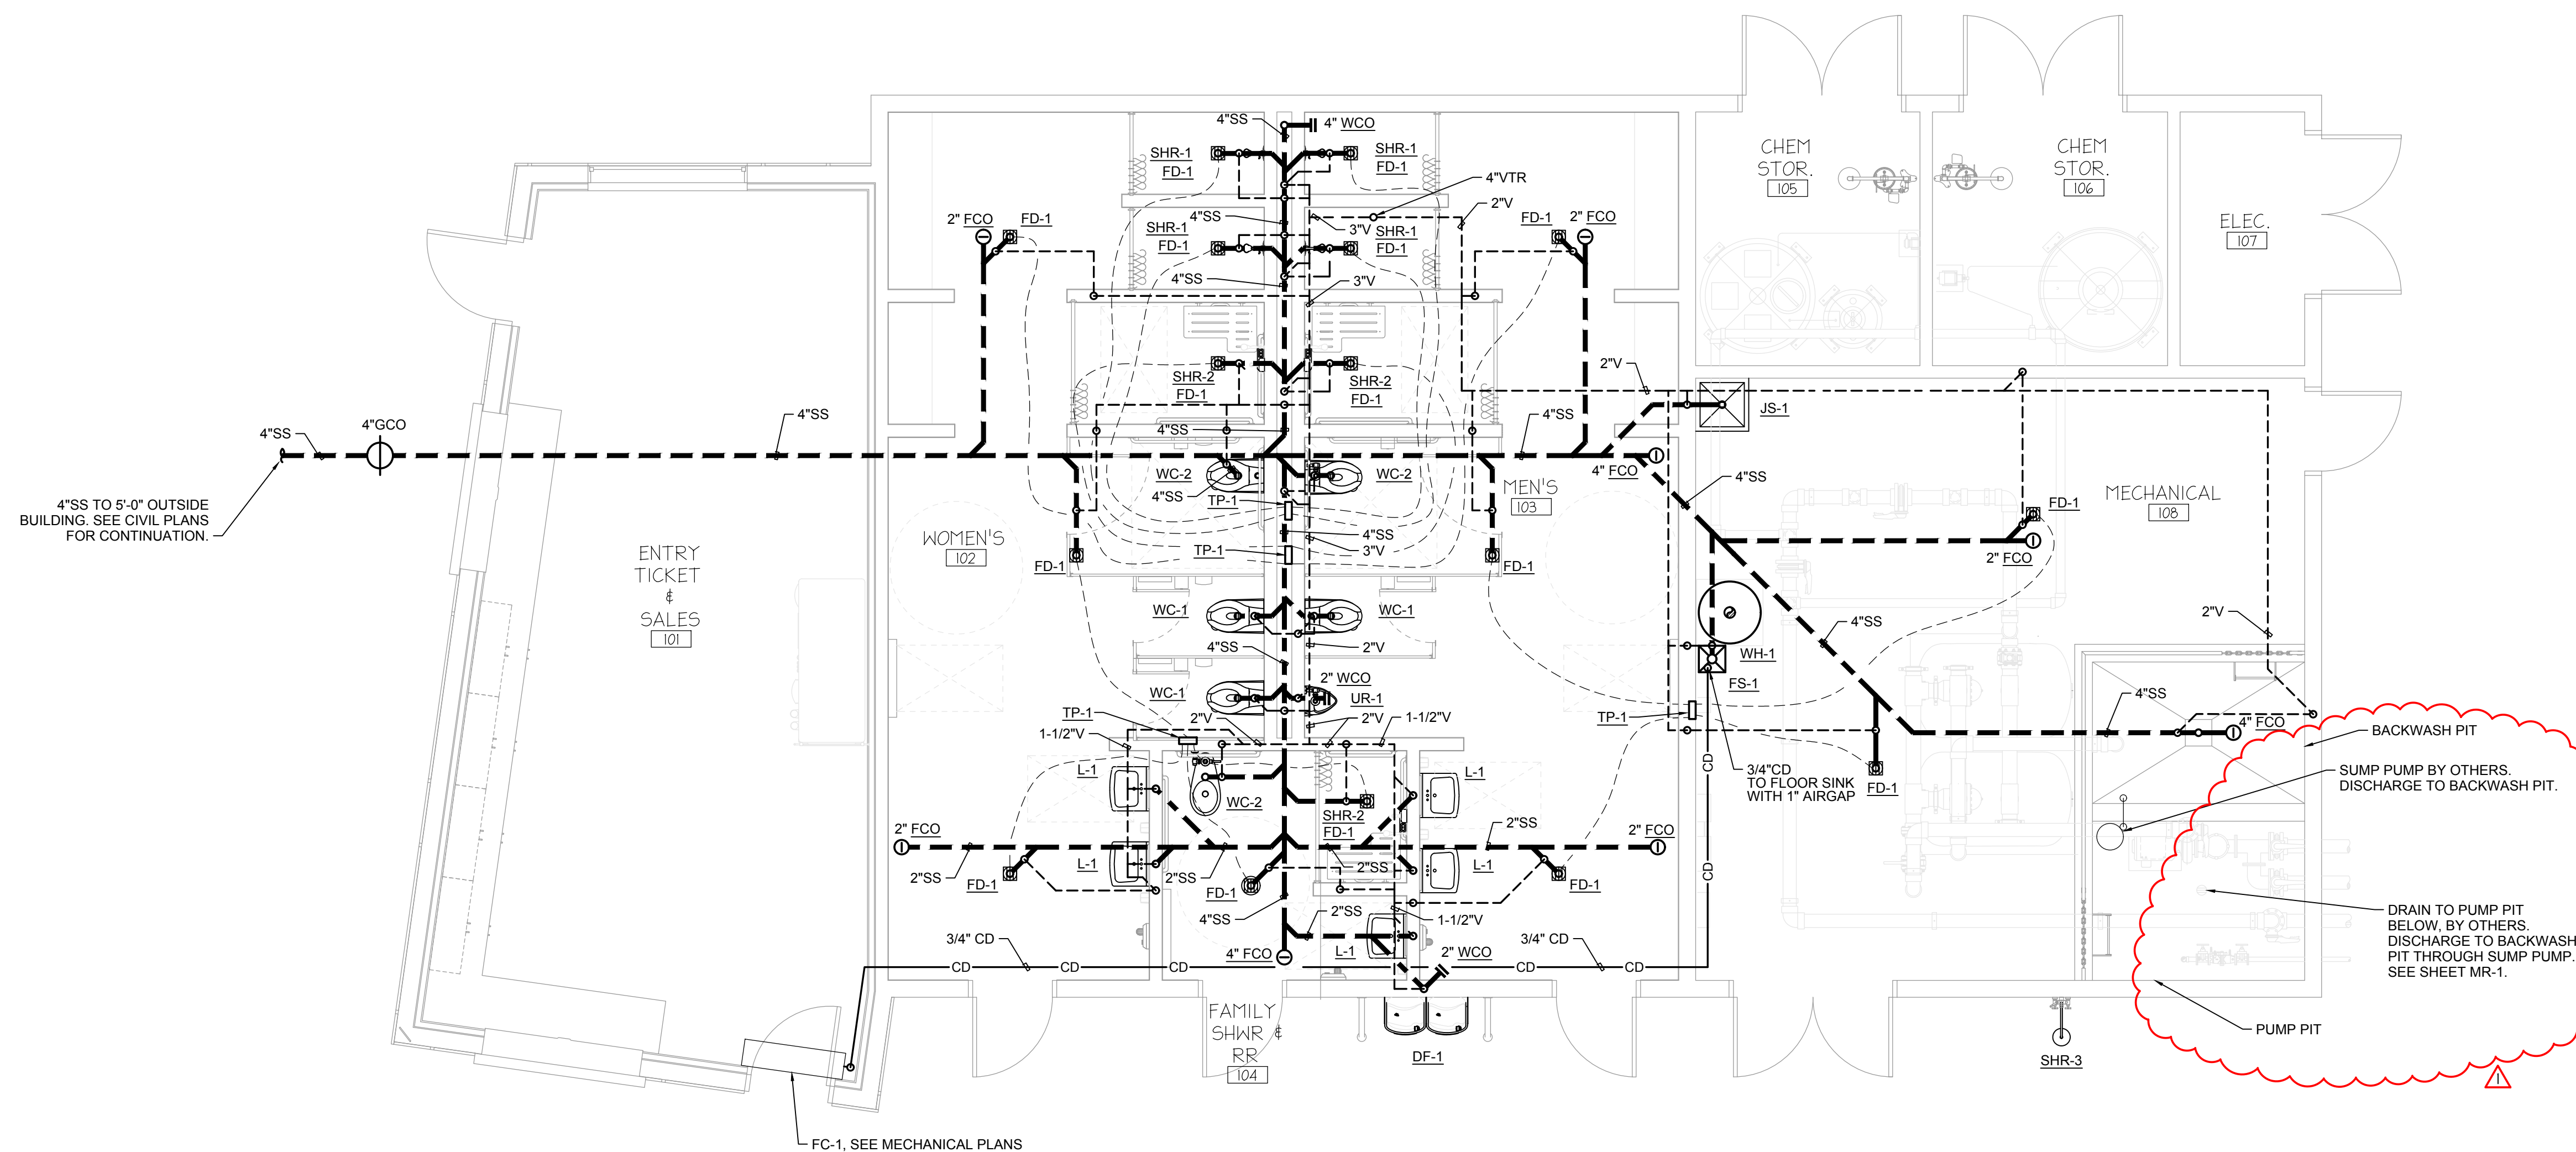 4"SS
4" WCO
SHR-1
FD-1
SHR-1
FD-1
4"VTR
CHEM
STOR.
105
CHEM
STOR.
106
2" FCO
FD-1
4"SS
SHR-1
FD-1
3"V
SHR-1
FD-1
2"V
FD-1
2" FCO
ELEC.
107
4"SS
3"V
SHR-2
FD-1
SHR-2
FD-1
2"V
JS-1
4"SS
4"GCO
4"SS
4"SS
4"SS
4" FCO
WC-2
4"SS
TP-1
WC-2
MEN'S
103
4"SS
MECHANICAL
108
FD-1
4"SS TO 5'-0" OUTSIDE
BUILDING. SEE CIVIL PLANS
FOR CONTINUATION.
WOMEN'S
102
ENTRY
TICKET
&
SALES
101
TP-1
4"SS
3"V
FD-1
FD-1
2" FCO
WC-1
WC-1
2"V
4"SS
4"SS
2"V
WH-1
FS-1
WC-1
2" WCO
UR-1
TP-1
2"V
2"V
1-1/2"V
TP-1
4"SS
4" FCO
BACKWASH PIT
1-1/2"V
L-1
WC-2
SHR-2
FD-1
L-1
CD
3/4"CD
TO FLOOR SINK
WITH 1" AIRGAP
FD-1
SUMP PUMP BY OTHERS.
DISCHARGE TO BACKWASH PIT.
2" FCO
2"SS
2" FCO
2"SS
FD-1
L-1
2"SS
FD-1
2"SS
L-1
FD-1
CD
4"SS
2"SS
1-1/2"V
DRAIN TO PUMP PIT
BELOW, BY OTHERS.
DISCHARGE TO BACKWASH
PIT THROUGH SUMP PUMP.
SEE SHEET MR-1.
3/4" CD
4" FCO
L-1
2" WCO
3/4" CD
CD
CD
CD
CD
CD
CD
CD
FAMILY
SHWR &
RR
104
DF-1
SHR-3
PUMP PIT
1
FC-1, SEE MECHANICAL PLANS